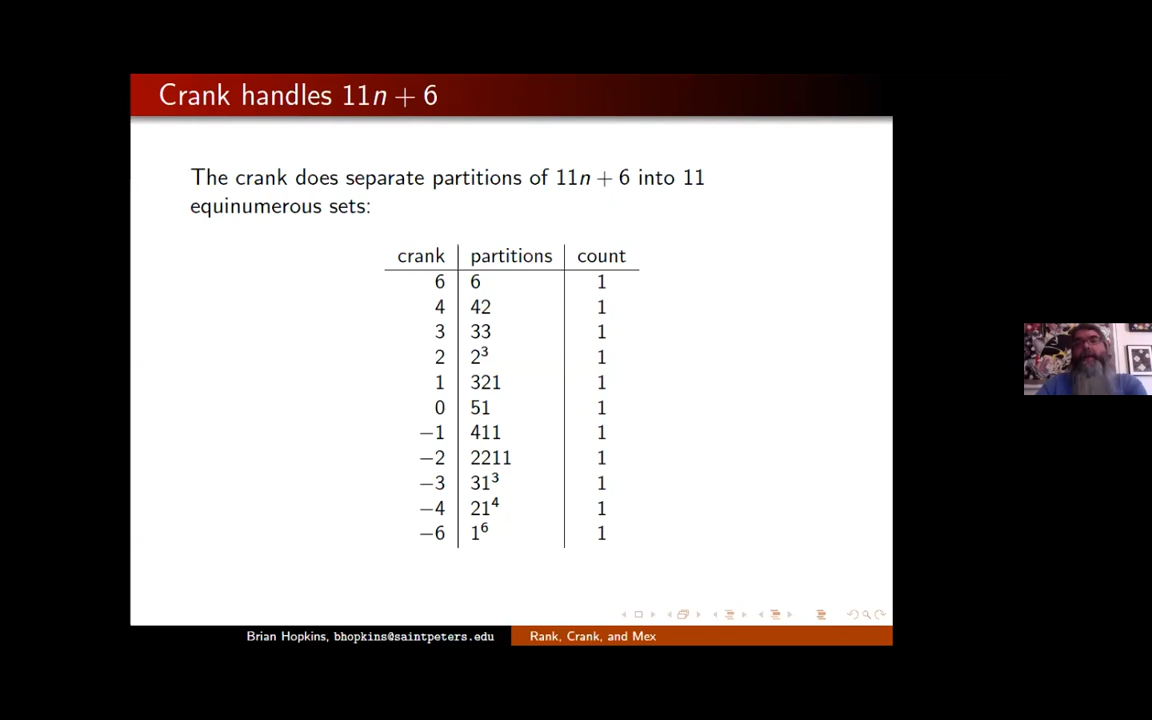 Crank handles 11n + 6
The crank does separate partitions of 11n + 6 into 11
equinumerous sets:
crank partitions count
6 6 1
4 42 1
3 33 1
2 2³ 1
1 321 1
0 51 1
−1 411 1
−2 2211 1
−3 31³ 1
−4 21⁴ 1
−6 1⁶ 1
Brian Hopkins, bhopkins@saintpeters.edu Rank, Crank, and Mex